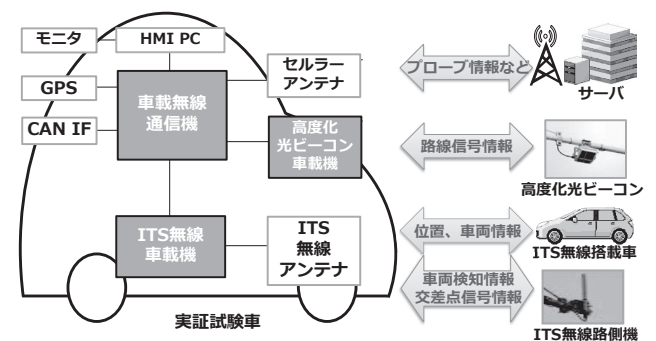 モニタ
HMI PC
GPS
CAN IF
車載無線
通信機
セルラー
アンテナ
高度化
光ビーコン
車載機
ITS無線
車載機
ITS
無線
アンテナ
実証試験車
プローブ情報など
サーバ
路線信号情報
高度化光ビーコン
位置、車両情報
ITS無線搭載車
車両検知情報
交差点信号情報
ITS無線路側機